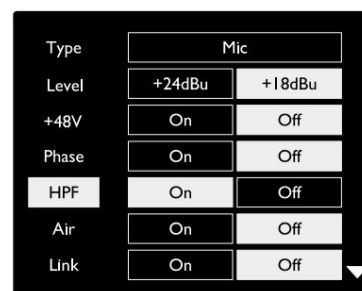 Type Mic
Level +24dBu +18dBu
+48V On Off
Phase On Off
HPF On Off
Air On Off
Link On Off